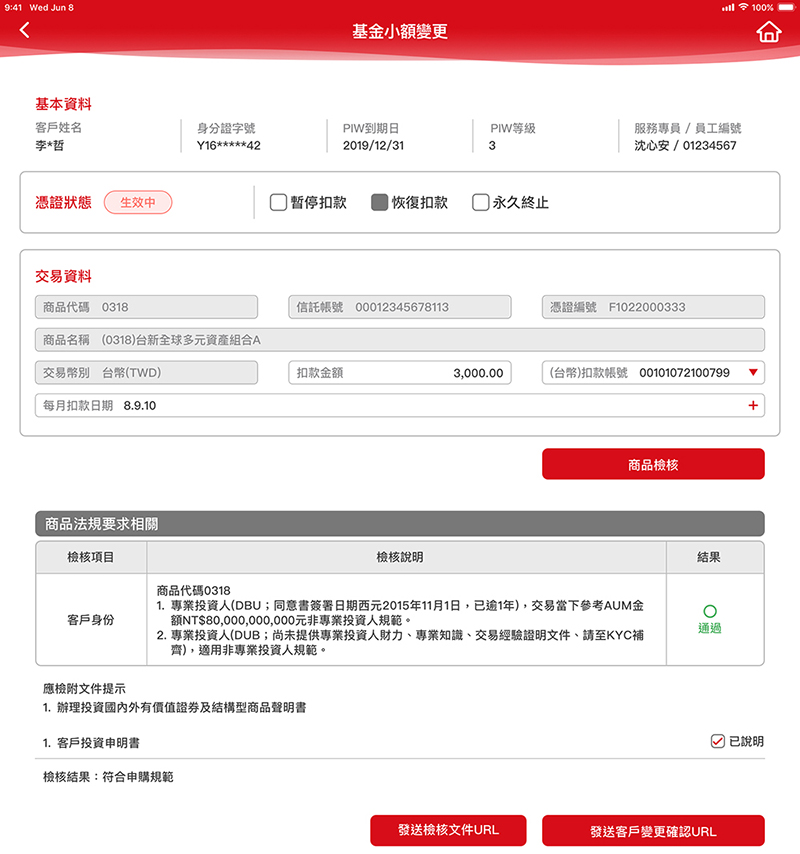 9:41 Wed Jun 8 100%
基金小額變更
基本資料
客戶姓名 身分證字號 PIW到期日 PIW等級 服務專員 / 員工編號
李*哲 Y16*****42 2019/12/31 3 沈心安 / 01234567
憑證狀態 生效中 暫停扣款 恢復扣款 永久終止
交易資料
商品代碼 0318 信託帳號 00012345678113 憑證編號 F1022000333
商品名稱 (0318)台新全球多元資產組合A
交易幣別 台幣(TWD) 扣款金額 3,000.00 (台幣)扣款帳號 00101072100799
每月扣款日期 8.9.10
商品檢核
商品法規要求相關
檢核項目 檢核說明 結果
客戶身份
商品代碼0318
1. 專業投資人(DBU；同意書簽署日期西元2015年11月1日，已逾1年)，交易當下參考AUM金
額NT$80,000,000,000元非專業投資人規範。
2. 專業投資人(DUB；尚未提供專業投資人財力、專業知識、交易經驗證明文件、請至KYC補
齊)，適用非專業投資人規範。
通過
應檢附文件提示
1. 辦理投資國內外有價值證券及結構型商品聲明書
1. 客戶投資申明書 已說明
檢核結果：符合申購規範
發送檢核文件URL 發送客戶變更確認URL